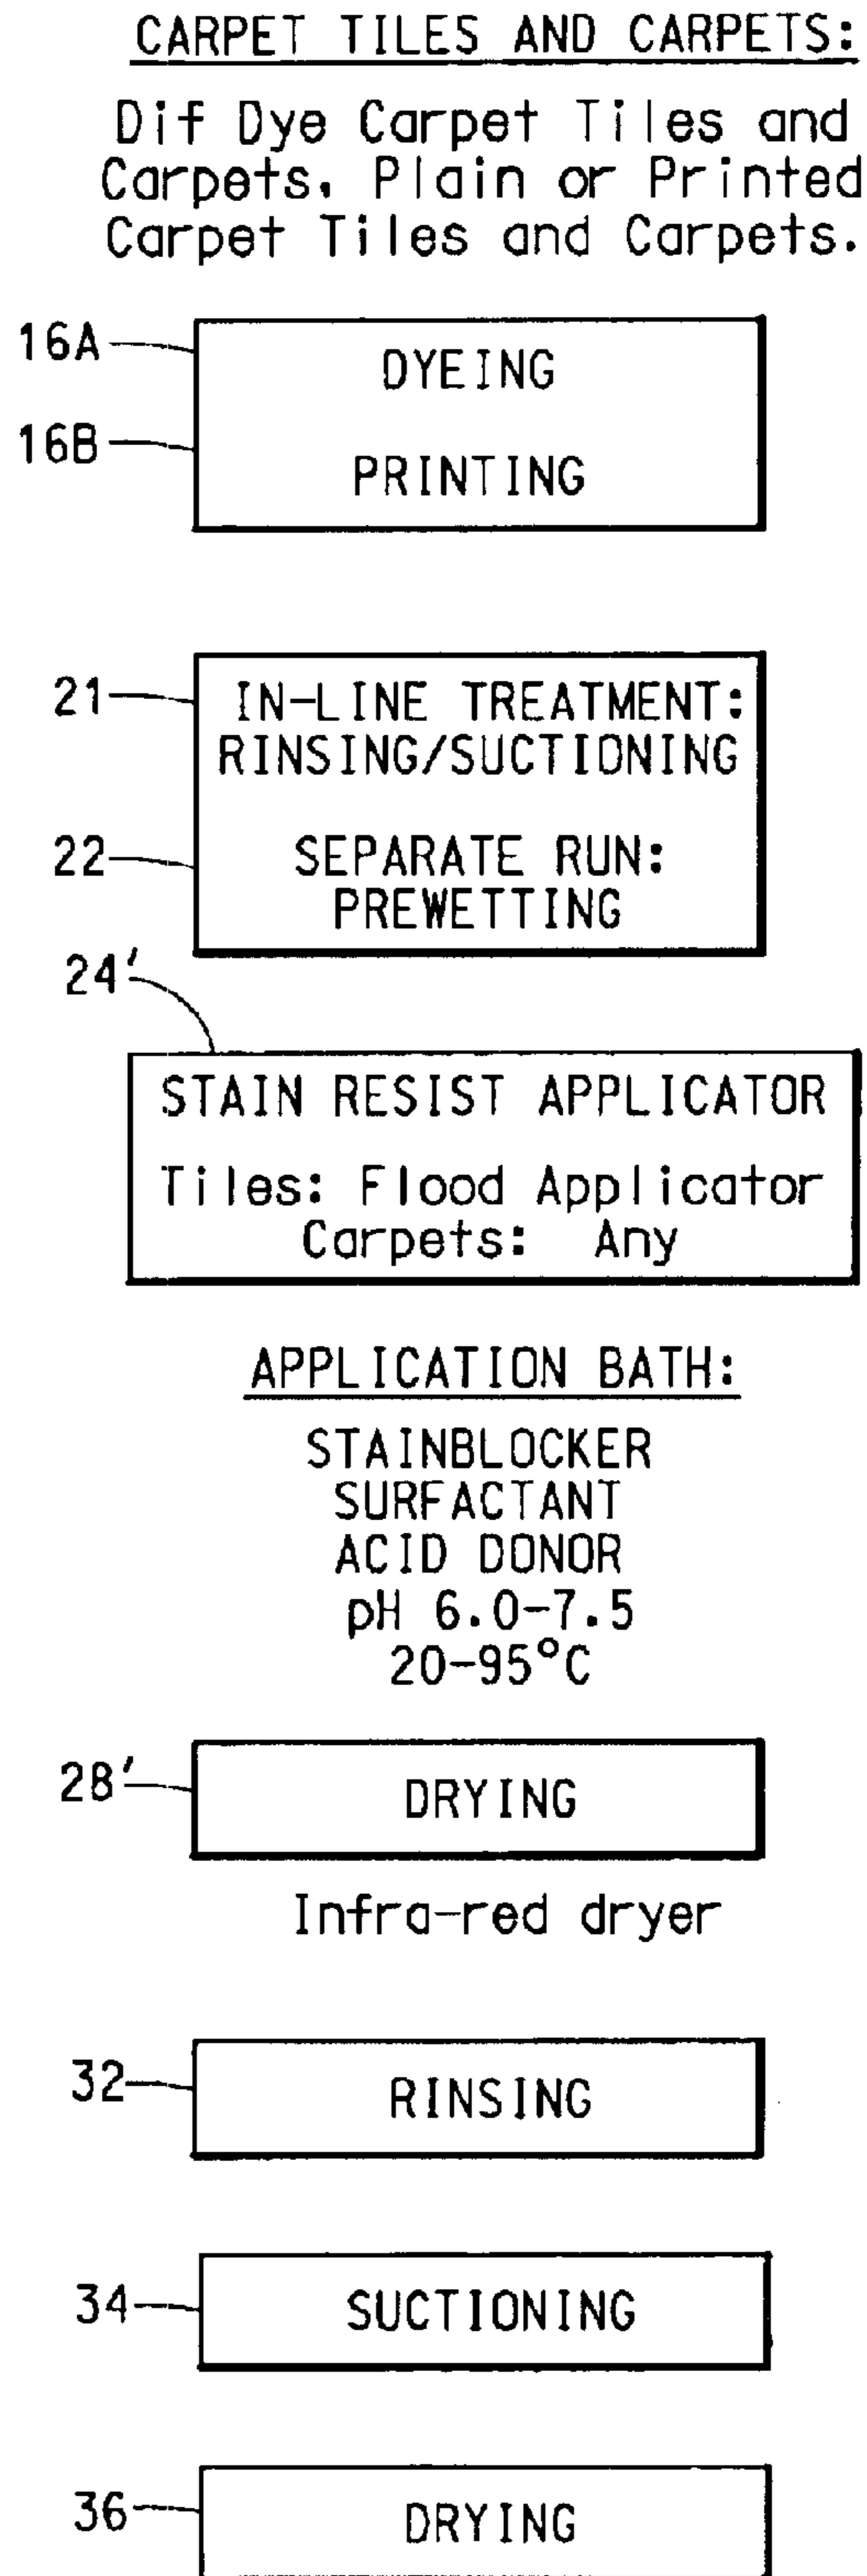 CARPET TILES AND CARPETS:
Dif Dye Carpet Tiles and
Carpets, Plain or Printed
Carpet Tiles and Carpets.
16A
DYEING
16B
PRINTING
21
IN-LINE TREATMENT:
RINSING/SUCTIONING
22
SEPARATE RUN:
PREWETTING
24'
STAIN RESIST APPLICATOR
Tiles: Flood Applicator
Carpets: Any
APPLICATION BATH:
STAINBLOCKER
SURFACTANT
ACID DONOR
pH 6.0-7.5
20-95°C
28'
DRYING
Infra-red dryer
32
RINSING
34
SUCTIONING
36
DRYING